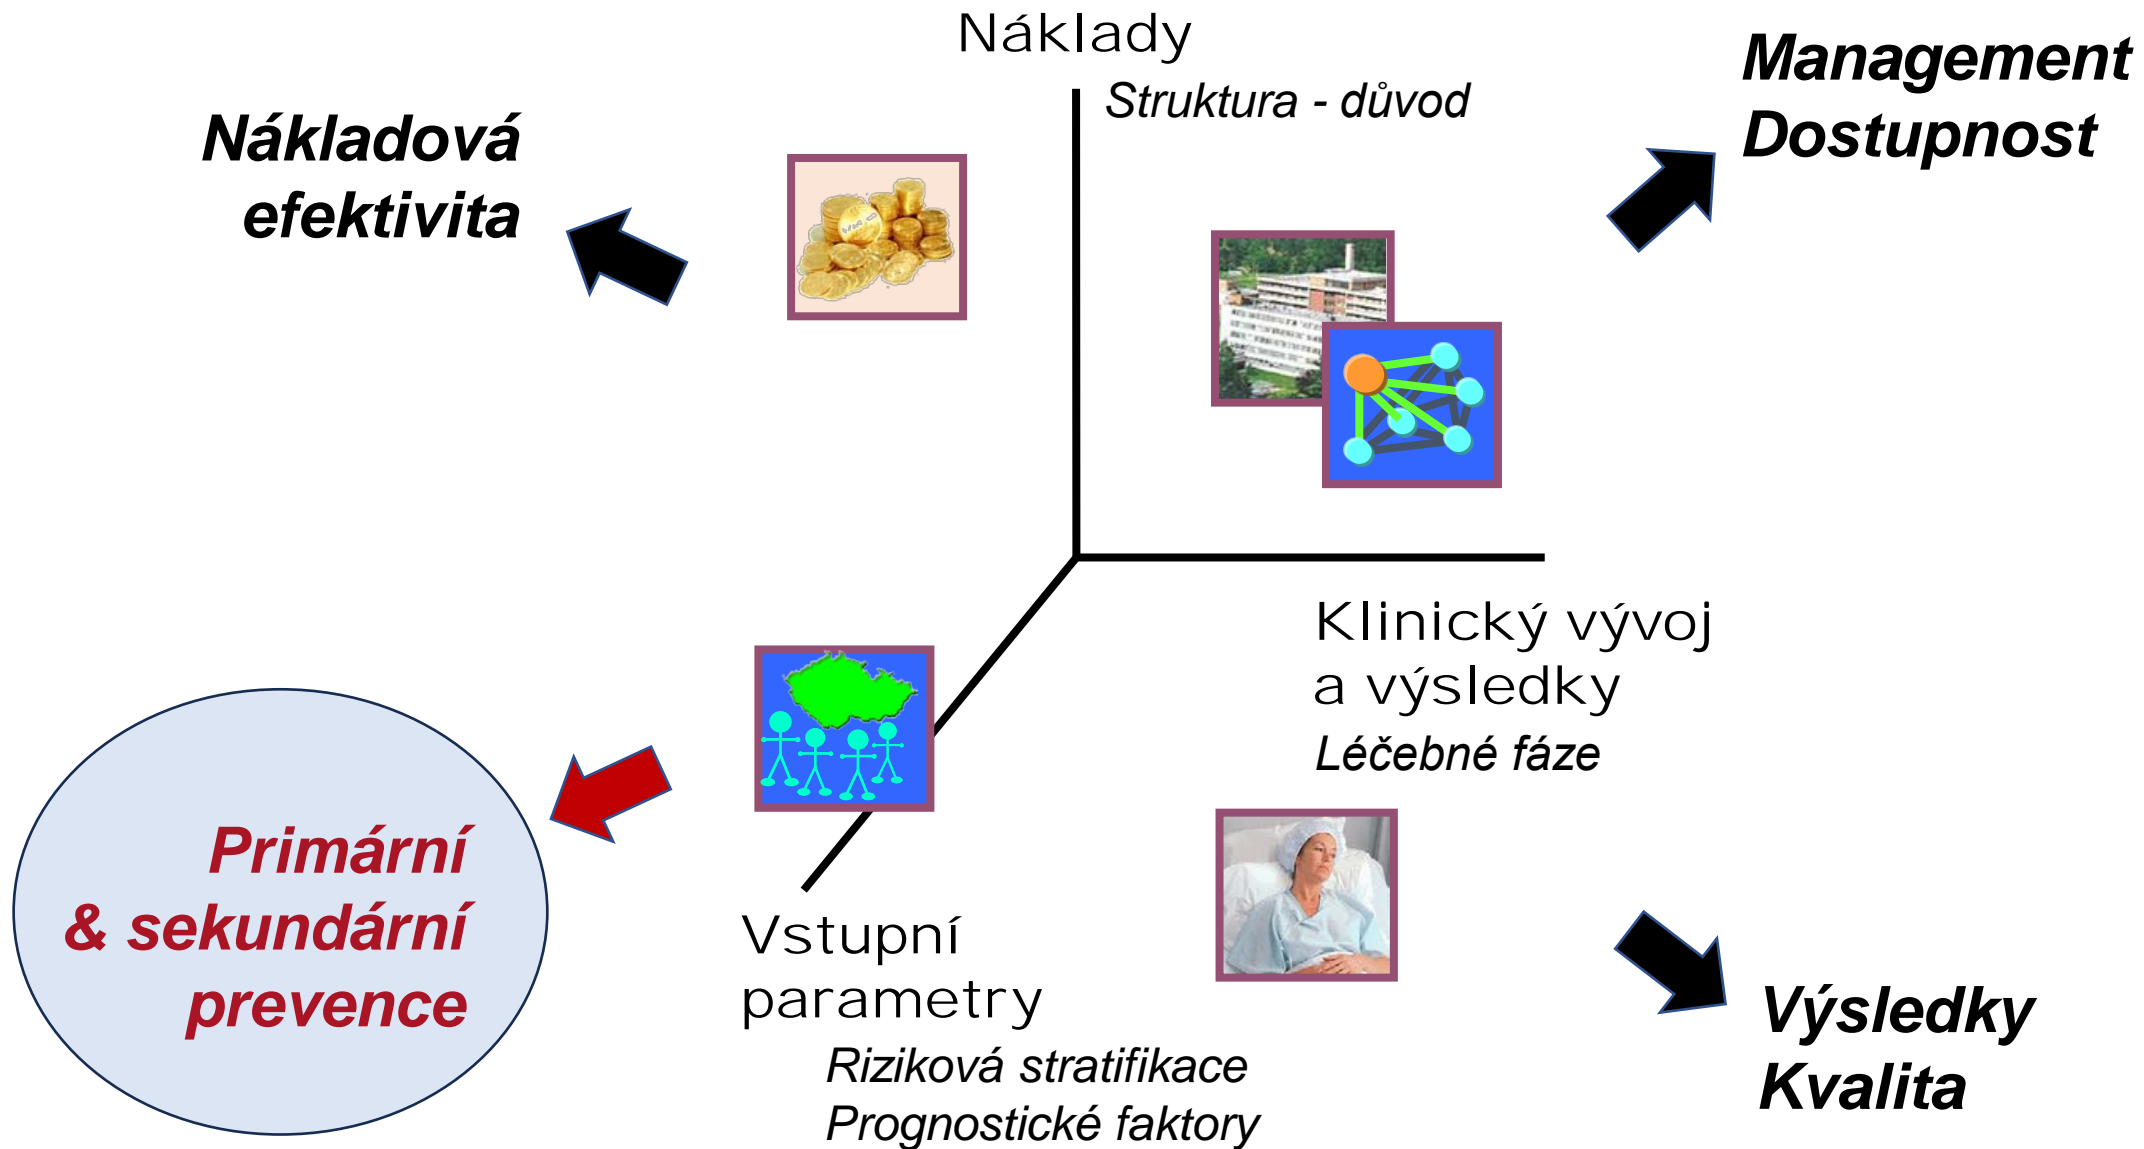 Náklady
Struktura - důvod
Management
Dostupnost
Nákladová
efektivita
Klinický vývoj
a výsledky
Léčebné fáze
Primární
& sekundární
prevence
Vstupní
parametry
Riziková stratifikace
Prognostické faktory
Výsledky
Kvalita